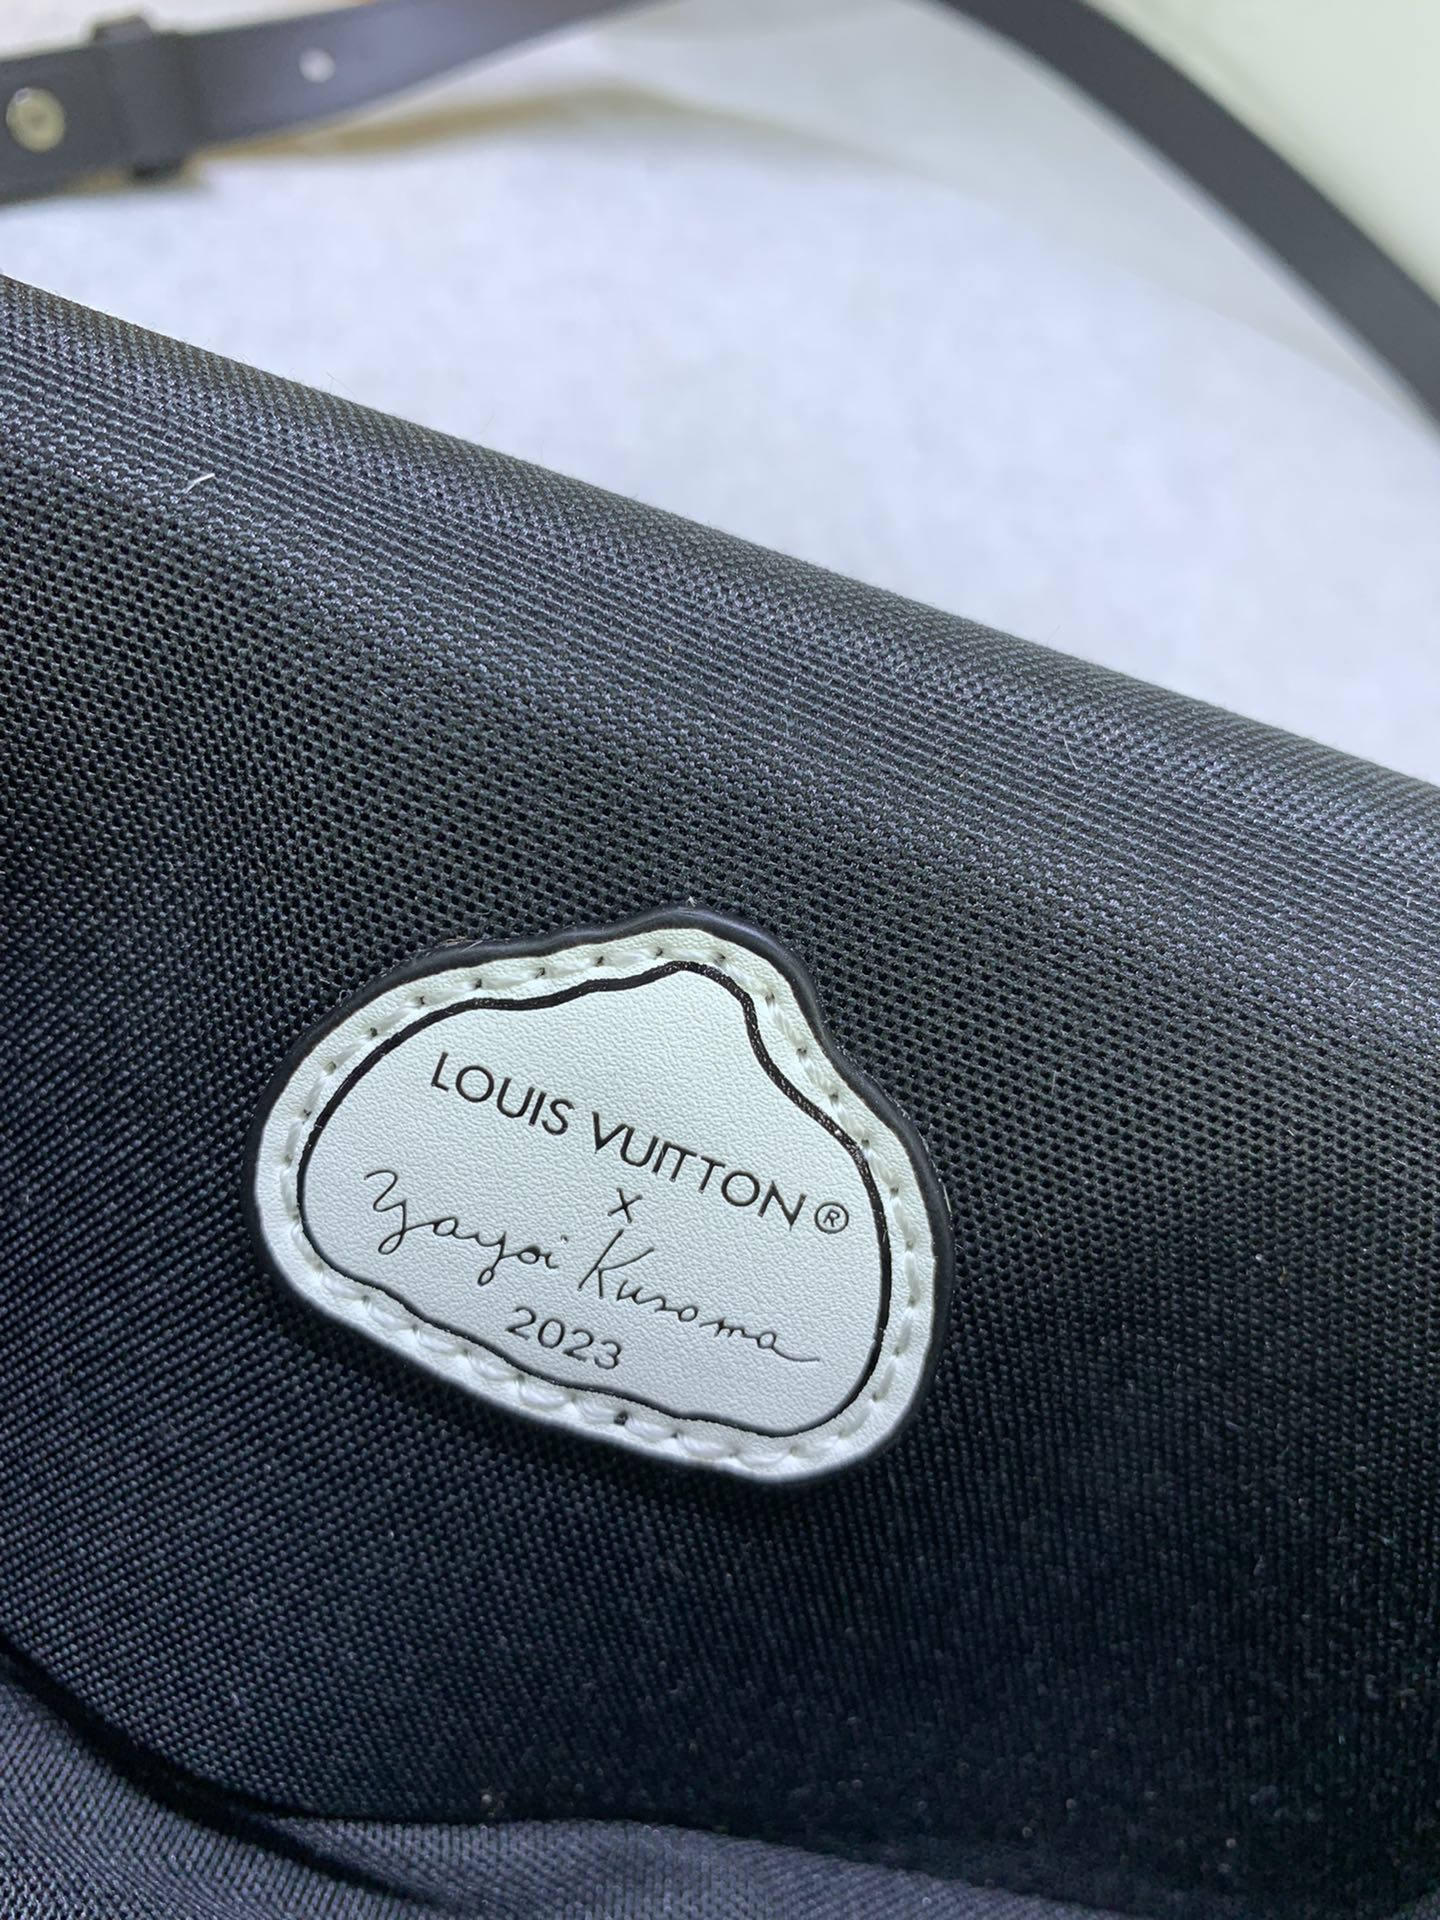 LOUIS VUITTON®
x
Yayoi Kusama
2023